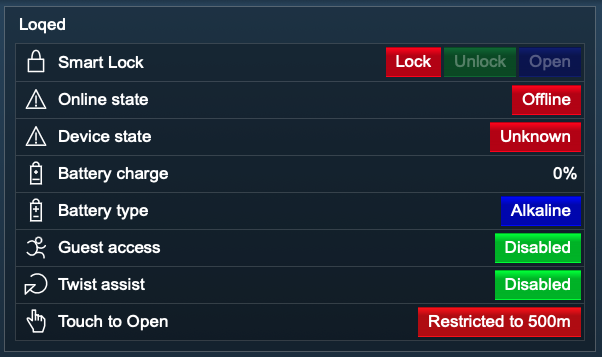 Loqed
Smart Lock Lock Unlock Open
Online state Offline
Device state Unknown
Battery charge 0%
Battery type Alkaline
Guest access Disabled
Twist assist Disabled
Touch to Open Restricted to 500m